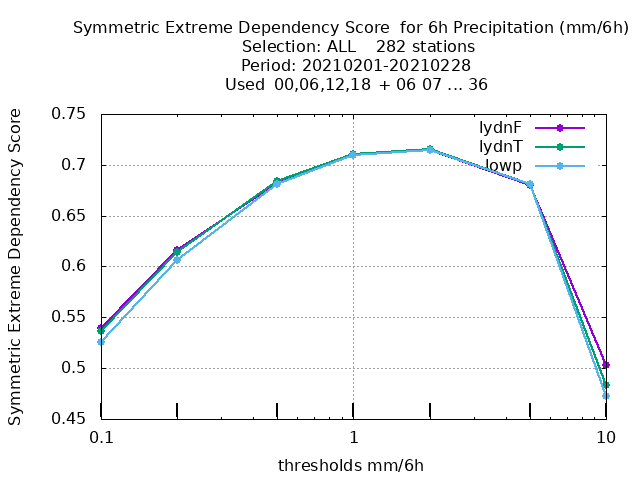 Symmetric Extreme Dependency Score  for 6h Precipitation (mm/6h)
Selection: ALL    282 stations
Period: 20210201-20210228
Used  00,06,12,18  + 06 07 ... 36
Symmetric Extreme Dependency Score
0.75
0.7
0.65
0.6
0.55
0.5
0.45
lydnF
lydnT
lowp
0.1
1
10
thresholds mm/6h